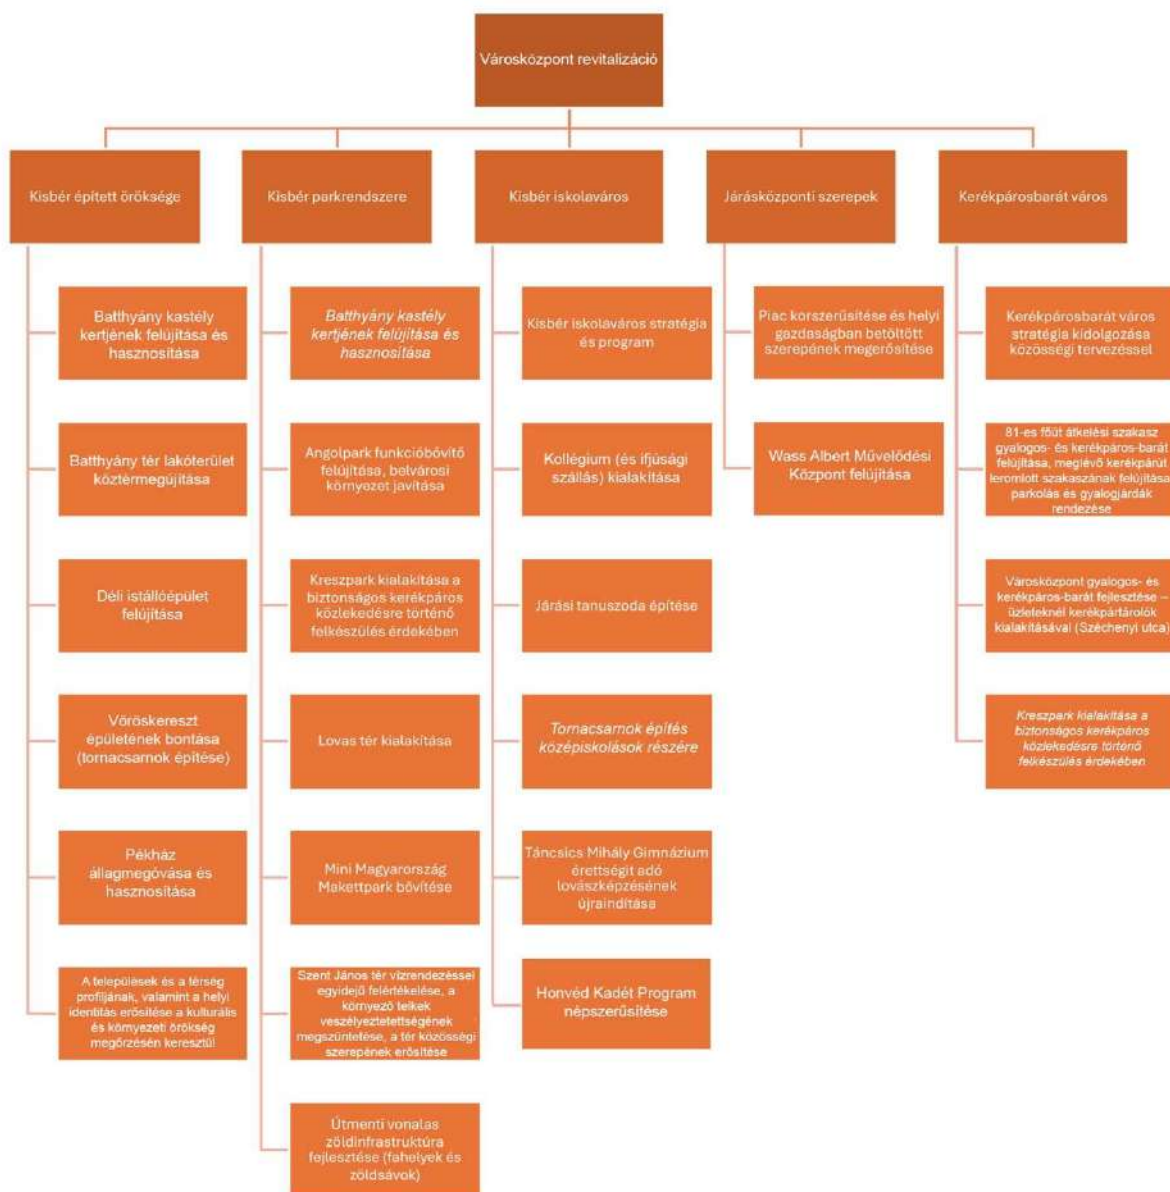 Városközpont revitalizáció
Kisbér épített öröksége
Kisbér parkrendszere
Kisbér iskolaváros
Járásközponti szerepek
Kerékpárosbarát város
Batthyány kastély
kertjének felújítása és
hasznosítása
Batthyány tér lakóterület
köztérmegújítása
Déli istállóépület
felújítása
Vöröskereszt
épületének bontása
(tornacsarnok építése)
Pékház
állagmegóvása és
hasznosítása
A települések és a térség
profiljának, valamint a helyi
identitás erősítése a kulturális
és környezeti örökség
megőrzésén keresztül
Batthyány kastély
kertjének felújítása és
hasznosítása
Angolpark funkcióbővítő
felújítása, belvárosi
környezet javítása
Kreszpark kialakítása a
biztonságos kerékpáros
közlekedésre történő
felkészülés érdekében
Lovas tér kialakítása
Mini Magyarország
Makettpark bővítése
Szent János tér vízrendezéssel
egyidejű felértékelése, a
környező telkek
veszélyeztetettségének
megszüntetése, a tér közösségi
szerepének erősítése
Útmenti vonalas
zöldinfrastruktúra
fejlesztése (fahelyek és
zöldsávok)
Kisbér iskolaváros stratégia
és program
Kollégium (és ifjúsági
szállás) kialakítása
Járási tanuszoda építése
Tornacsarnok építés
középiskolások részére
Táncsics Mihály Gimnázium
érettségit adó
lovászképzésének
újraindítása
Honvéd Kadét Program
népszerűsítése
Piac korszerűsítése és helyi
gazdaságban betöltött
szerepének megerősítése
Wass Albert Művelődési
Központ felújítása
Kerékpárosbarát város
stratégia kidolgozása
közösségi tervezéssel
81-es főút átkelési szakasz
gyalogos- és kerékpáros-barát
felújítása, meglévő kerékpárút
leromlott szakaszának felújítása,
parkolás és gyalogjárdák
rendezése
Városközpont gyalogos- és
kerékpáros-barát fejlesztése –
üzleteknél kerékpártárolók
kialakításával (Széchenyi utca)
Kreszpark kialakítása a
biztonságos kerékpáros
közlekedésre történő
felkészülés érdekében